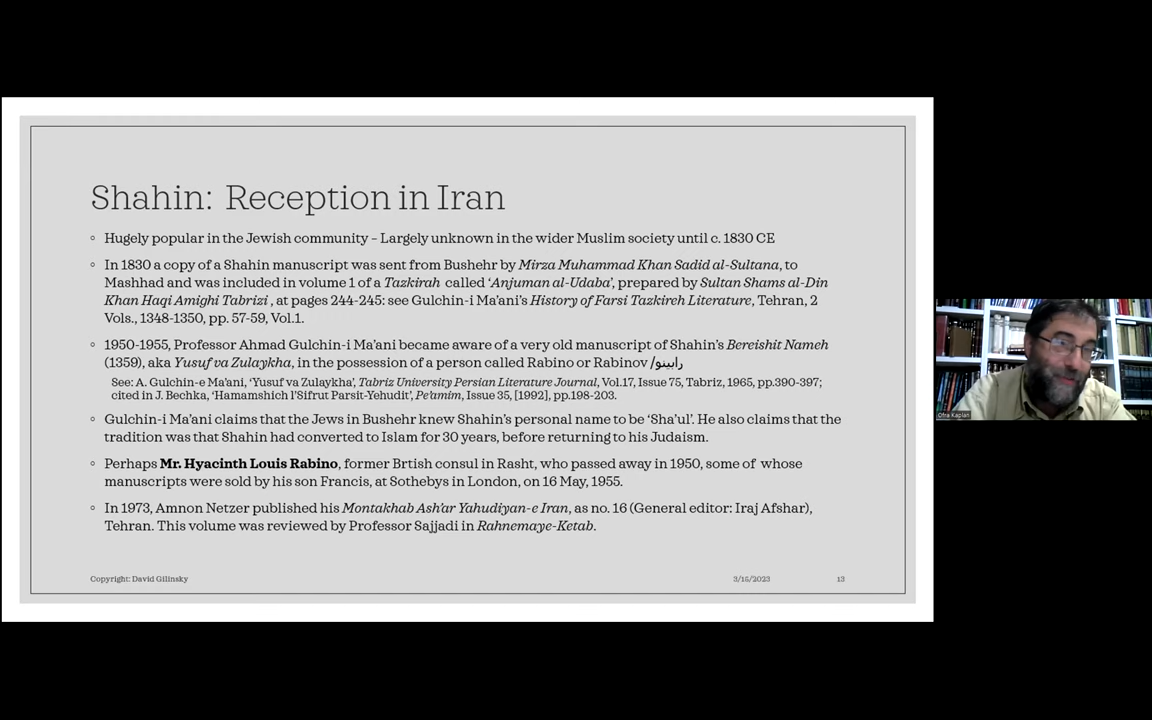 Shahin: Reception in Iran
◦ Hugely popular in the Jewish community – Largely unknown in the wider Muslim society until c. 1830 CE
◦ In 1830 a copy of a Shahin manuscript was sent from Bushehr by Mirza Muhammad Khan Sadid al-Sultana, to
Mashhad and was included in volume 1 of a Tazkirah called ‘Anjuman al-Udaba’, prepared by Sultan Shams al-Din
Khan Haqi Amighi Tabrizi , at pages 244-245: see Gulchin-i Ma’ani’s History of Farsi Tazkireh Literature, Tehran, 2
Vols., 1348-1350, pp. 57-59, Vol.1.
◦ 1950-1955, Professor Ahmad Gulchin-i Ma’ani became aware of a very old manuscript of Shahin’s Bereishit Nameh
(1359), aka Yusuf va Zulaykha, in the possession of a person called Rabino or Rabinov /رابینو
See: A. Gulchin-e Ma’ani, ‘Yusuf va Zulaykha’, Tabriz University Persian Literature Journal, Vol.17, Issue 75, Tabriz, 1965, pp.390-397;
cited in J. Bechka, ‘Hamamshich l’Sifrut Parsit-Yehudit’, Pe’amim, Issue 35, [1992], pp.198-203.
◦ Gulchin-i Ma’ani claims that the Jews in Bushehr knew Shahin’s personal name to be ‘Sha’ul’. He also claims that the
tradition was that Shahin had converted to Islam for 30 years, before returning to his Judaism.
◦ Perhaps Mr. Hyacinth Louis Rabino, former Brtish consul in Rasht, who passed away in 1950, some of whose
manuscripts were sold by his son Francis, at Sothebys in London, on 16 May, 1955.
◦ In 1973, Amnon Netzer published his Montakhab Ash’ar Yahudiyan-e Iran, as no. 16 (General editor: Iraj Afshar),
Tehran. This volume was reviewed by Professor Sajjadi in Rahnemaye-Ketab.
Copyright: David Gilinsky 3/15/2023 13
Ofra Kaplan